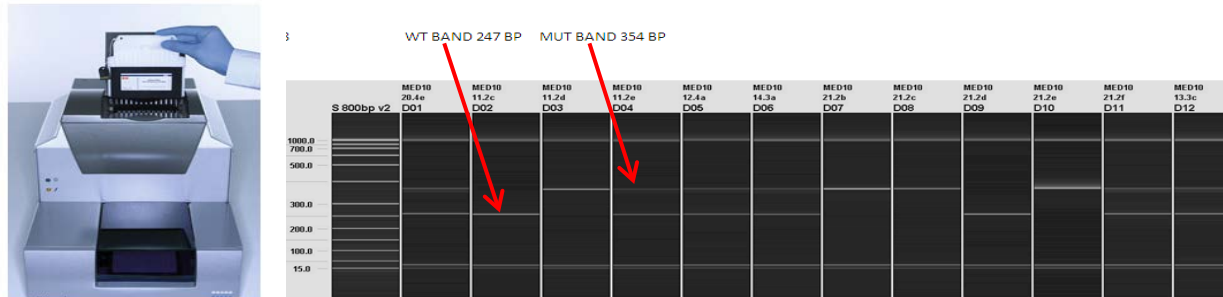 3
WT BAND 247 BP MUT BAND 354 BP
MED10 MED10 MED10 MED10 MED10 MED10 MED10 MED10 MED10 MED10 MED10 MED10
20.4e 11.2c 11.2d 11.2e 12.4a 14.3a 21.2b 21.2c 21.2d 21.2e 21.2f 13.3c
S 800bp v2 D01 D02 D03 D04 D05 D06 D07 D08 D09 D10 D11 D12
1000.0
700.0
500.0
300.0
200.0
100.0
15.0